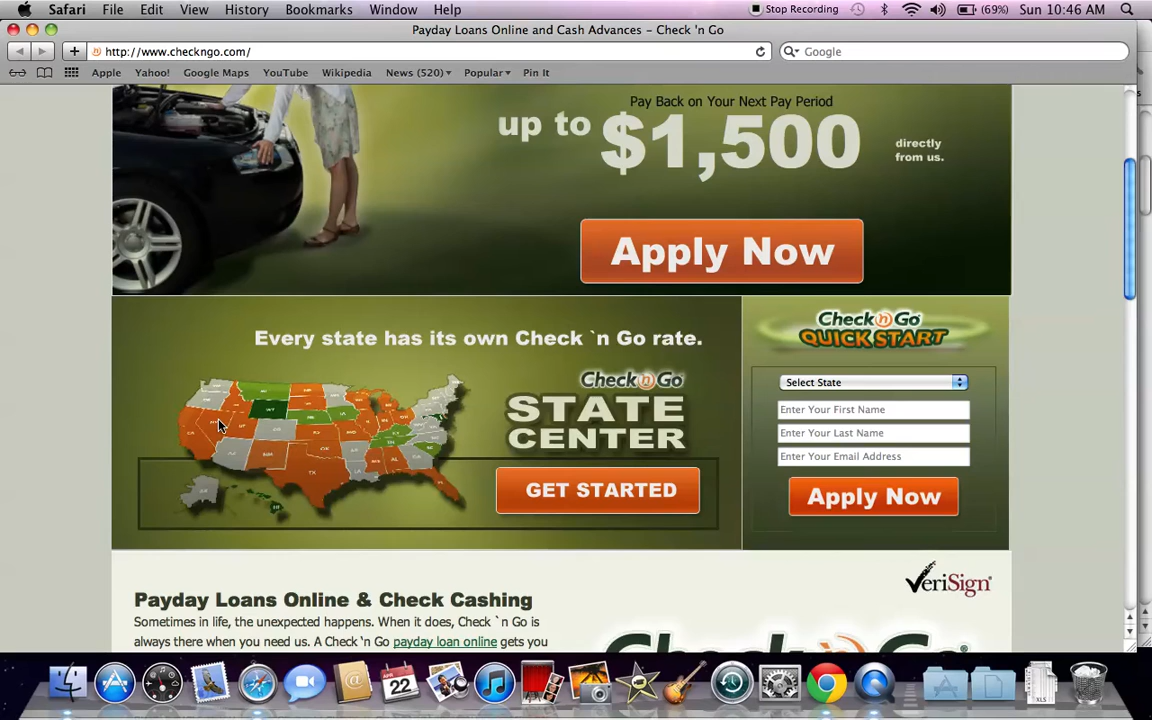 Safari File Edit View History Bookmarks Window Help Stop Recording (69%) Sun 10:46 AM
Payday Loans Online and Cash Advances – Check 'n Go
http://www.checkngo.com/ Google
Apple Yahoo! Google Maps YouTube Wikipedia News (520) Popular Pin It
Pay Back on Your Next Pay Period
up to $1,500 directly
from us.
Apply Now
Every state has its own Check `n Go rate.
Check 'n Go
STATE
CENTER
GET STARTED
Check 'n Go
QUICK START
Select State
Enter Your First Name
Enter Your Last Name
Enter Your Email Address
Apply Now
VeriSign
Payday Loans Online & Check Cashing
Sometimes in life, the unexpected happens. When it does, Check `n Go is
always there when you need us. A Check 'n Go payday loan online gets you
APR
22
XLS